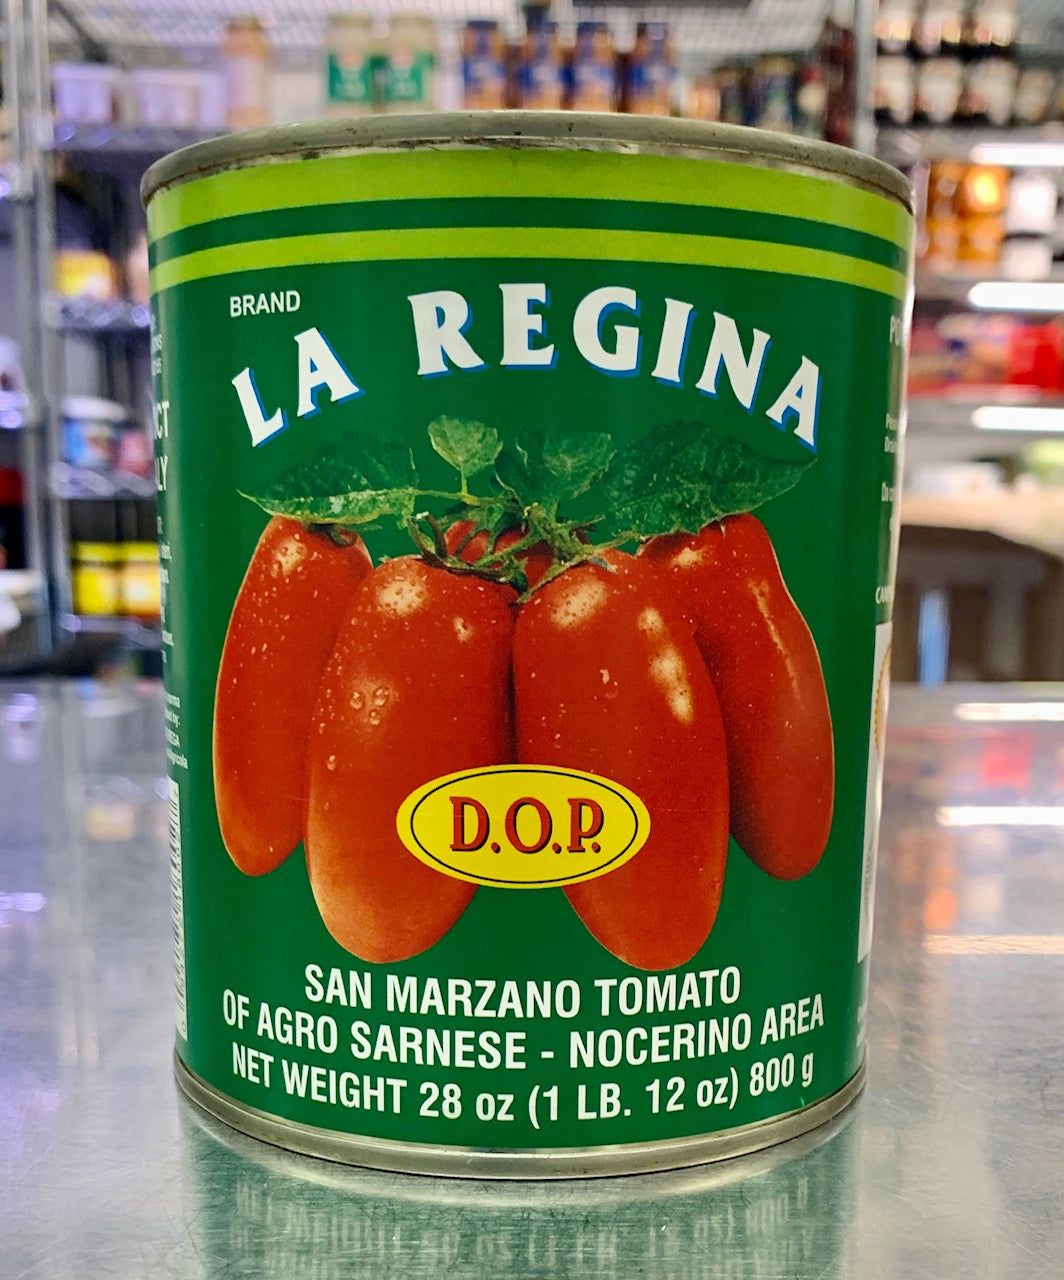 BRAND
LA REGINA
D.O.P.
SAN MARZANO TOMATO
OF AGRO SARNESE - NOCERINO AREA
NET WEIGHT 28 oz (1 LB. 12 oz) 800 g